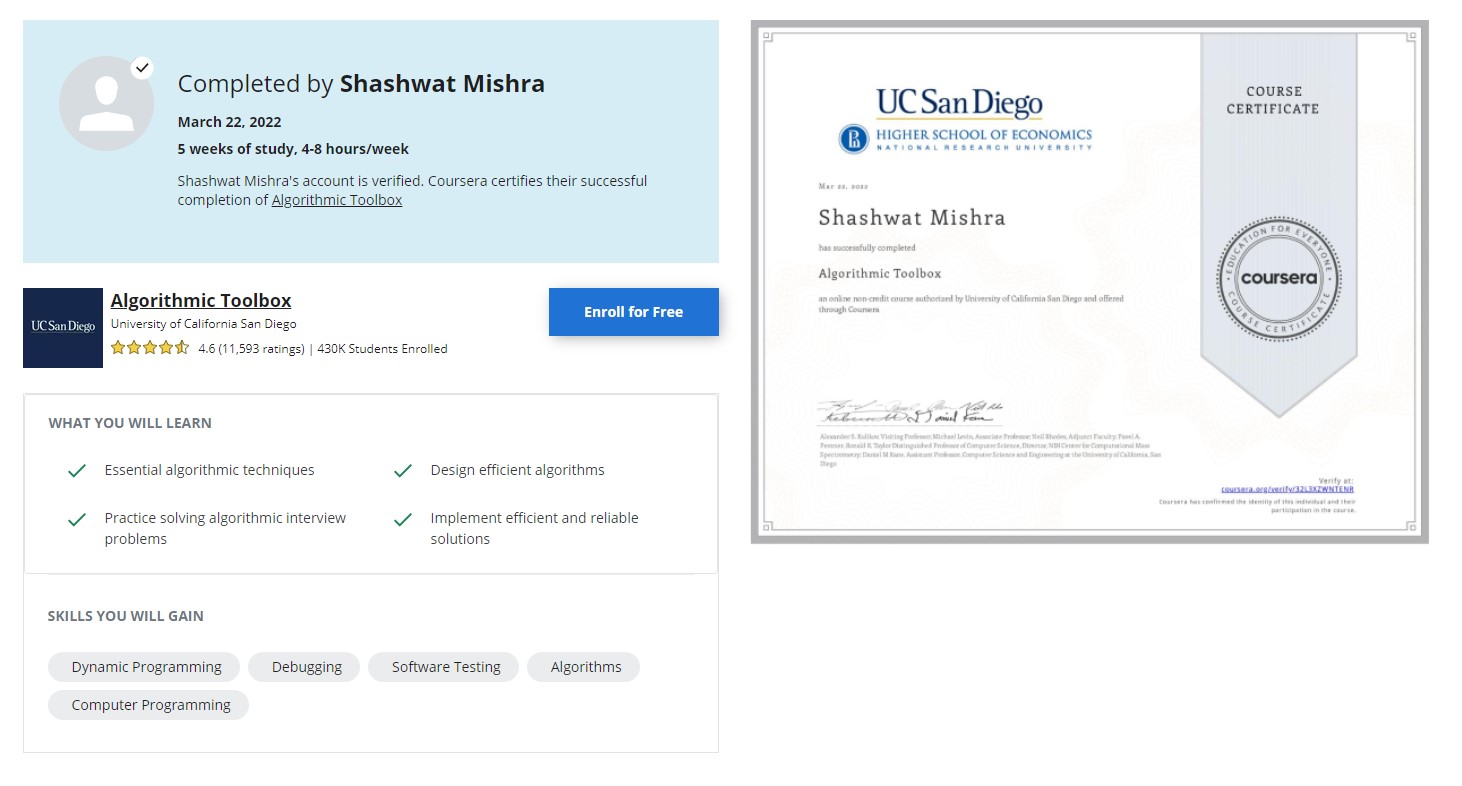 Completed by Shashwat Mishra
March 22, 2022
5 weeks of study, 4-8 hours/week
Shashwat Mishra's account is verified. Coursera certifies their successful
completion of Algorithmic Toolbox
UC San Diego
Algorithmic Toolbox
University of California San Diego
4.6 (11,593 ratings) | 430K Students Enrolled
Enroll for Free
WHAT YOU WILL LEARN
Essential algorithmic techniques
Design efficient algorithms
Practice solving algorithmic interview
problems
Implement efficient and reliable
solutions
SKILLS YOU WILL GAIN
Dynamic Programming
Debugging
Software Testing
Algorithms
Computer Programming
UC San Diego
HIGHER SCHOOL OF ECONOMICS
NATIONAL RESEARCH UNIVERSITY
Mar 22, 2022
Shashwat Mishra
has successfully completed
Algorithmic Toolbox
an online non-credit course authorized by University of California San Diego and offered
through Coursera
Alexander S. Kulikov, Visiting Professor; Michael Levin, Associate Professor; Neil Rhodes, Adjunct Faculty; Pavel A.
Pevzner, Ronald R. Taylor Distinguished Professor of Computer Science, Director, NIH Center for Computational Mass
Spectrometry; Daniel M Kane, Assistant Professor, Computer Science and Engineering at the University of California, San
Diego
COURSE
CERTIFICATE
EDUCATION FOR EVERYONE
coursera
COURSE CERTIFICATE
Verify at:
coursera.org/verify/32L3XZWNTENR
Coursera has confirmed the identity of this individual and their
participation in the course.